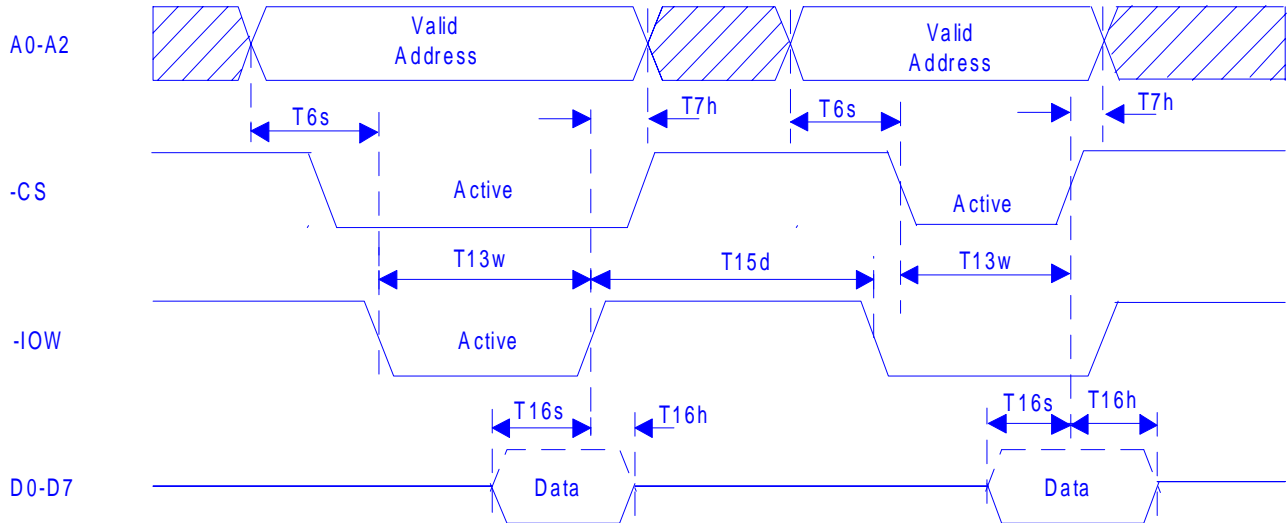 A0-A2
Valid
Address
Valid
Address
T6s
T7h
T6s
T7h
-CS
Active
Active
T13w
T15d
T13w
-IOW
Active
T16s
T16h
T16s
T16h
D0-D7
Data
Data